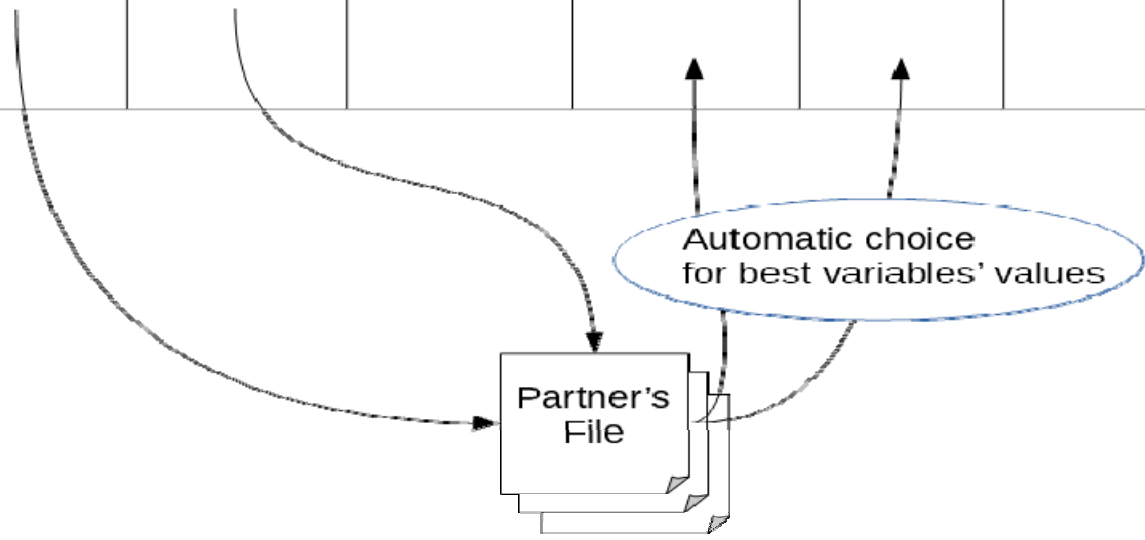 Automatic choice
for best variables’ values
Partner’s
File